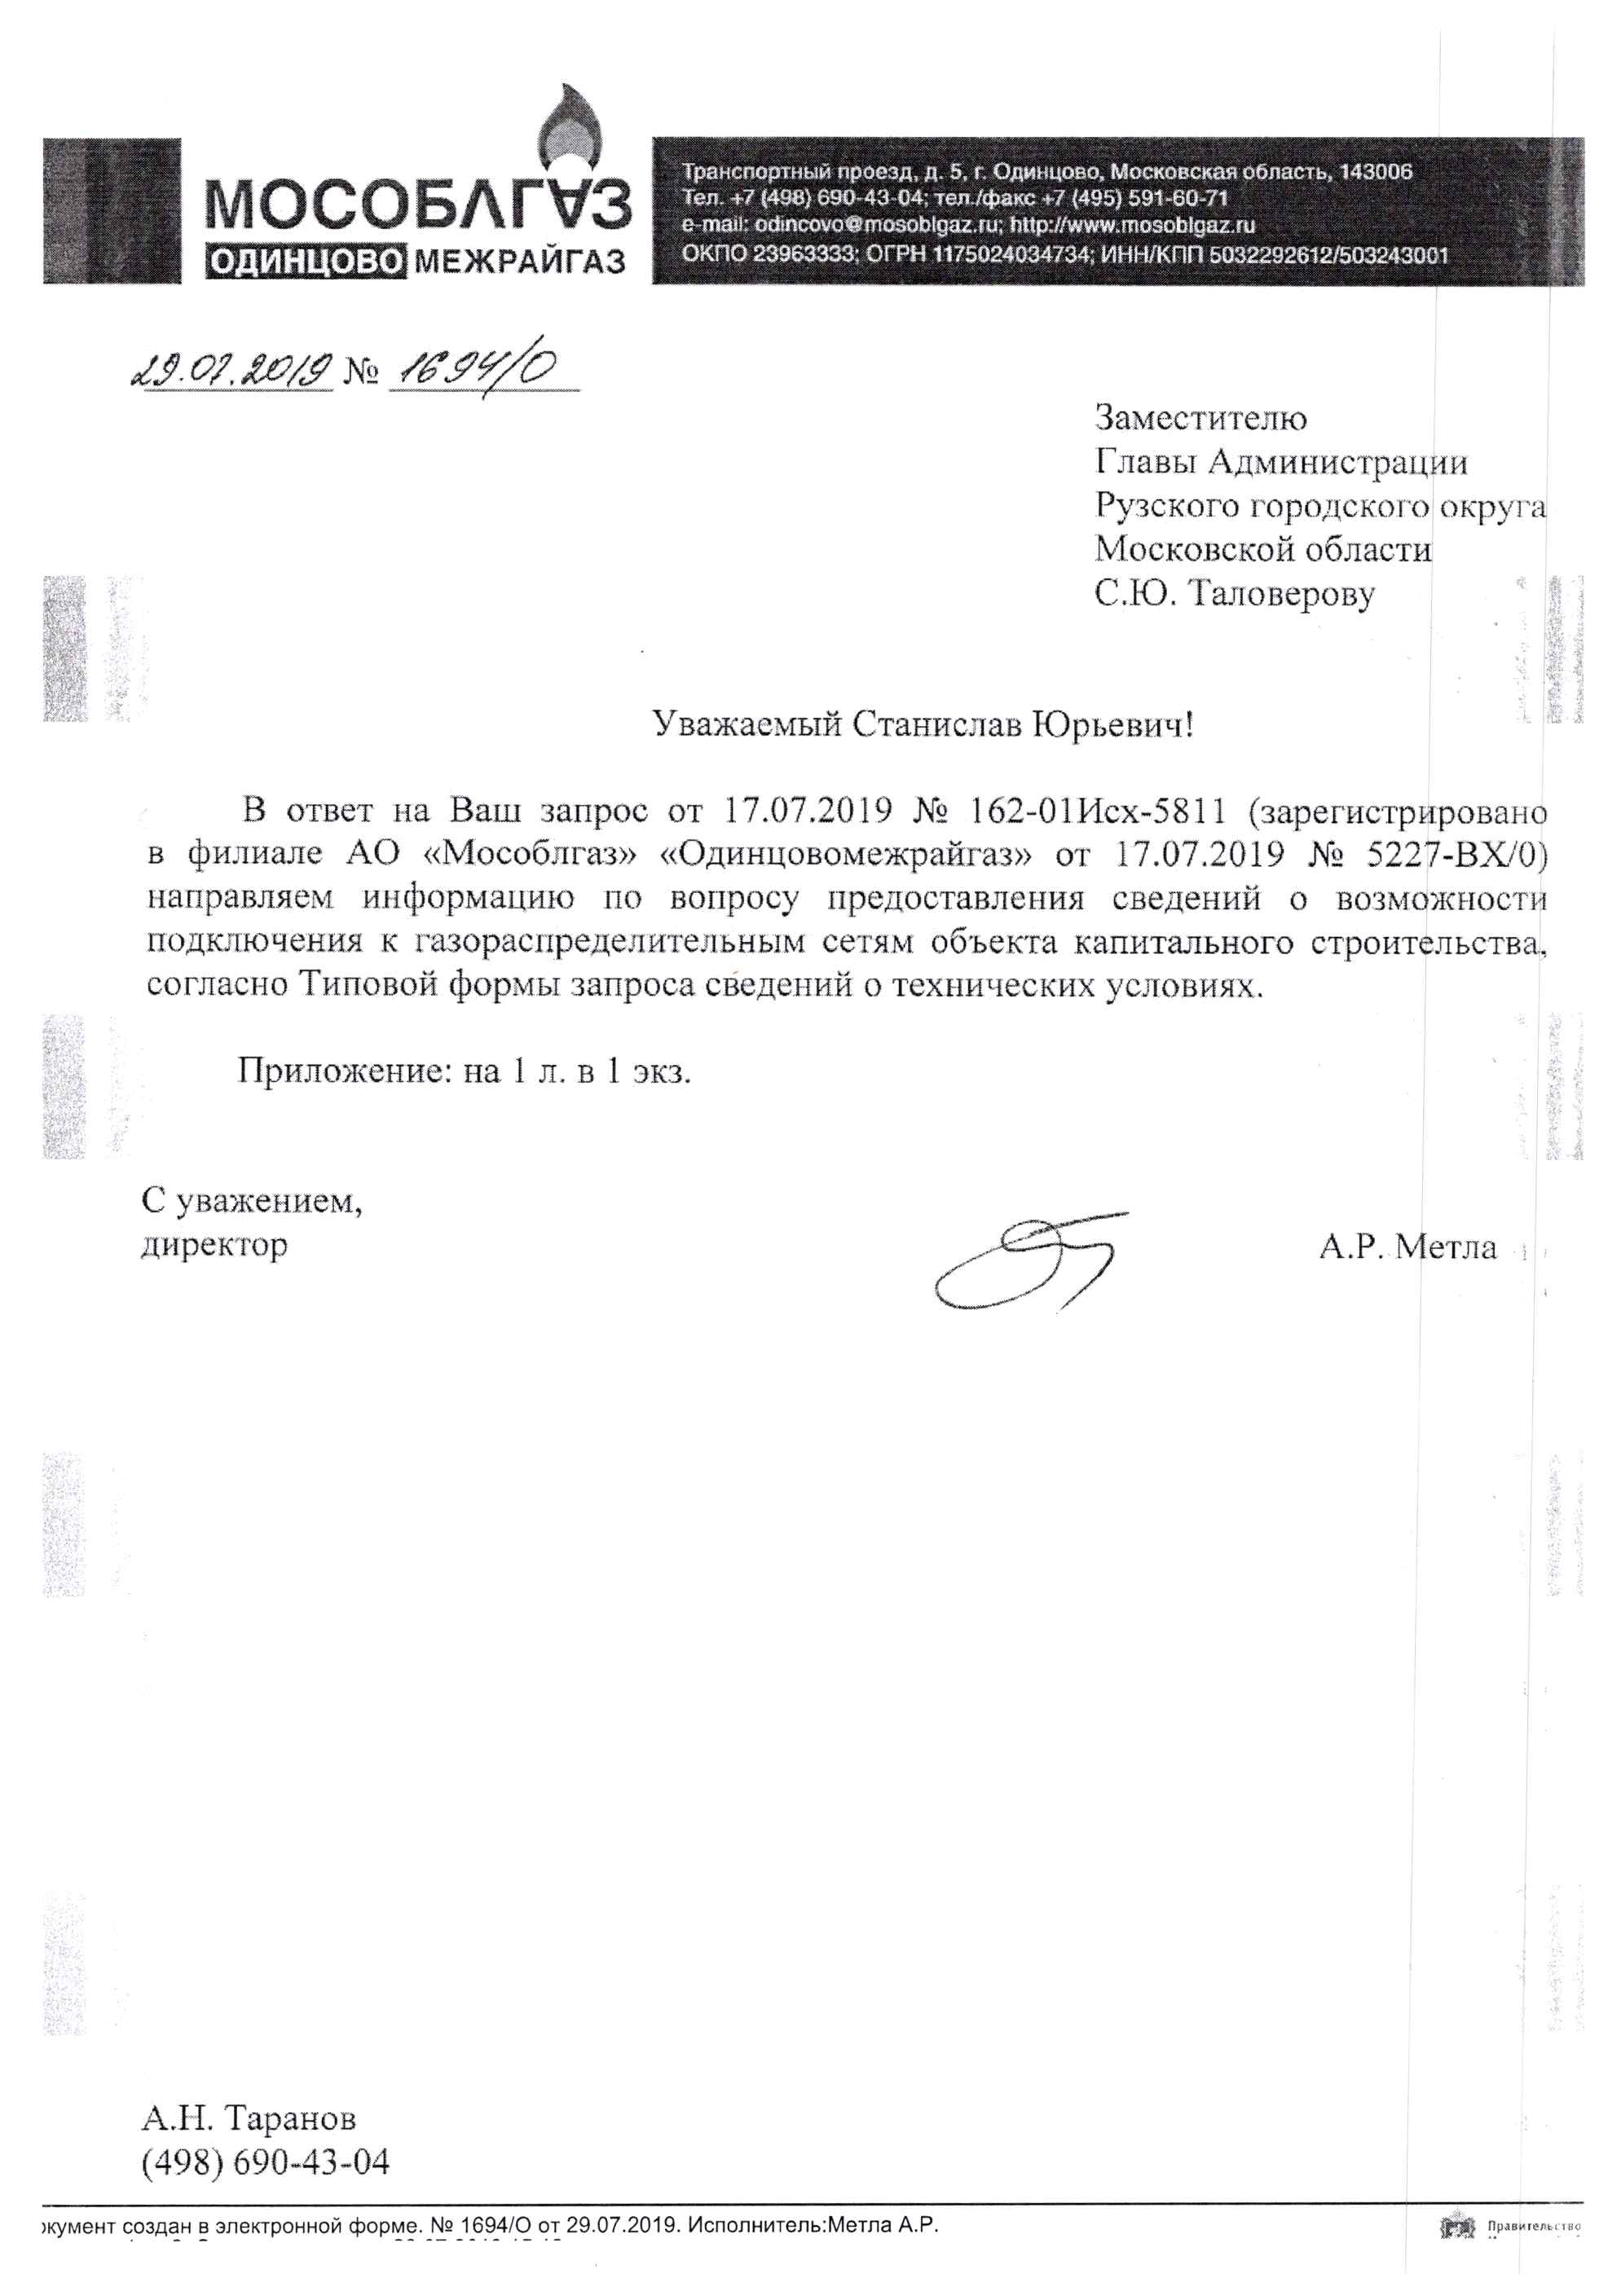 МОСОБЛГАЗ
ОДИНЦОВО МЕЖРАЙГАЗ
Транспортный проезд, д. 5, г. Одинцово, Московская область, 143006
Тел. +7 (498) 690-43-04; тел./факс +7 (495) 591-60-71
e-mail: odincovo@mosoblgaz.ru; http://www.mosoblgaz.ru
ОКПО 23963333; ОГРН 1175024034734; ИНН/КПП 5032292612/503243001
29.07.2019 № 1694/О
Заместителю
Главы Администрации
Рузского городского округа
Московской области
С.Ю. Таловерову
Уважаемый Станислав Юрьевич!
В ответ на Ваш запрос от 17.07.2019 № 162-01Исх-5811 (зарегистрировано
в филиале АО «Мособлгаз» «Одинцовомежрайгаз» от 17.07.2019 № 5227-ВХ/0)
направляем информацию по вопросу предоставления сведений о возможности
подключения к газораспределительным сетям объекта капитального строительства,
согласно Типовой формы запроса сведений о технических условиях.
Приложение: на 1 л. в 1 экз.
С уважением,
директор
А.Р. Метла
А.Н. Таранов
(498) 690-43-04
окумент создан в электронной форме. № 1694/О от 29.07.2019. Исполнитель:Метла А.Р.
Правительство